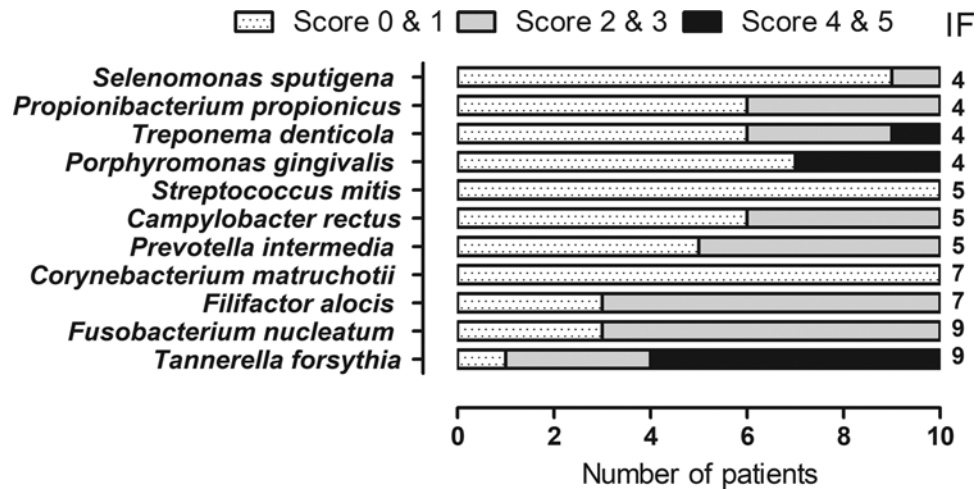 Score 0 & 1 Score 2 & 3 Score 4 & 5 IF
Selenomonas sputigena 4
Propionibacterium propionicus 4
Treponema denticola 4
Porphyromonas gingivalis 4
Streptococcus mitis 5
Campylobacter rectus 5
Prevotella intermedia 5
Corynebacterium matruchotii 7
Filifactor alocis 7
Fusobacterium nucleatum 9
Tannerella forsythia 9
0 2 4 6 8 10
Number of patients